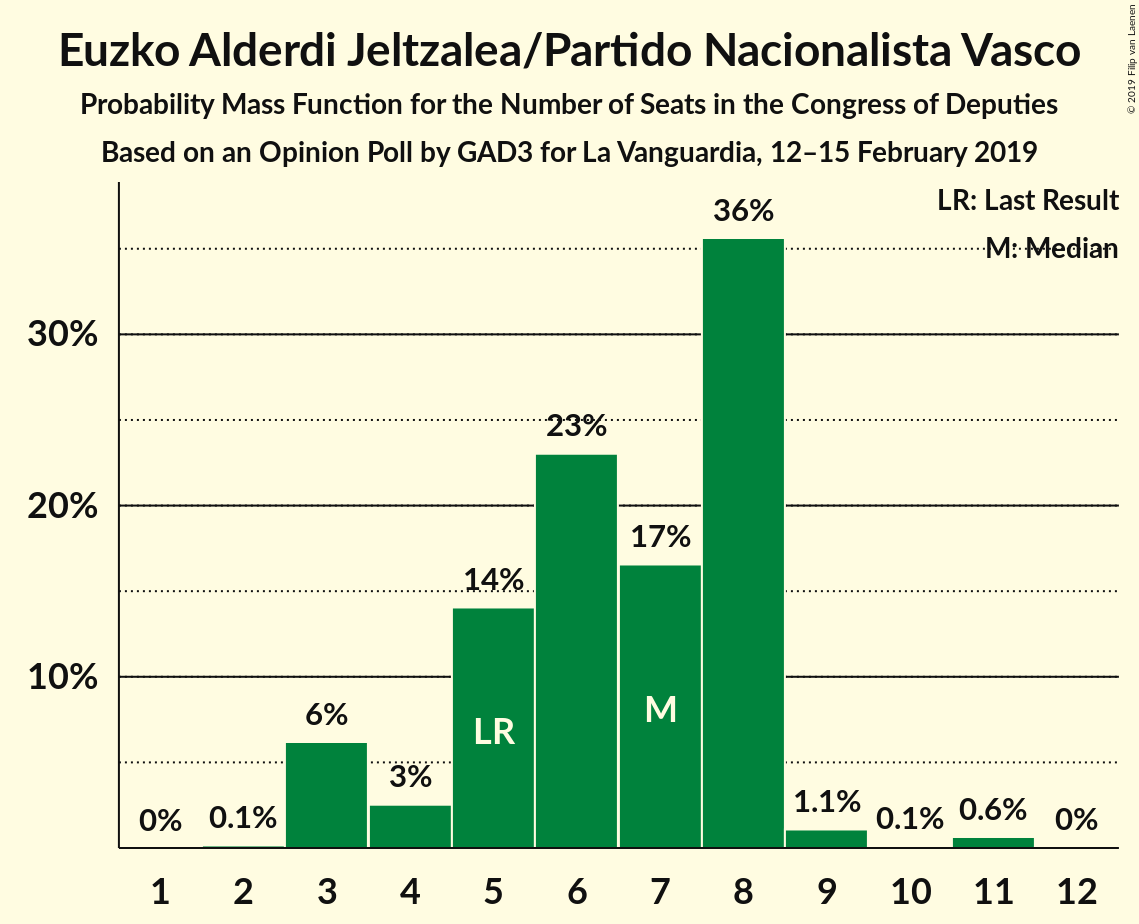 Euzko Alderdi Jeltzalea/Partido Nacionalista Vasco
Probability Mass Function for the Number of Seats in the Congress of Deputies
Based on an Opinion Poll by GAD3 for La Vanguardia, 12–15 February 2019
© 2019 Filip van Laenen
LR: Last Result
M: Median
36%
30%
23%
20%
17%
14%
10%
6%
LR
M
3%
0%
0.1%
1.1%
0.1%
0.6%
0%
1 2 3 4 5 6 7 8 9 10 11 12